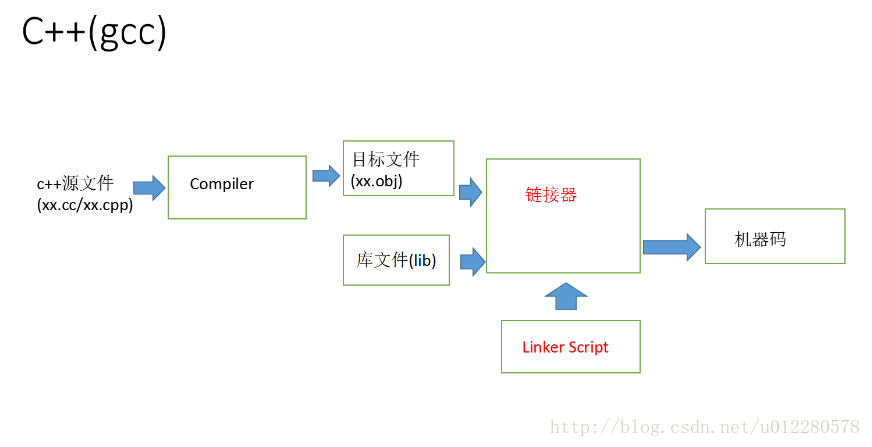 C++(gcc)
c++源文件
(xx.cc/xx.cpp)
Compiler
目标文件
(xx.obj)
库文件(lib)
链接器
Linker Script
机器码
http://blog.csdn.net/u012280578